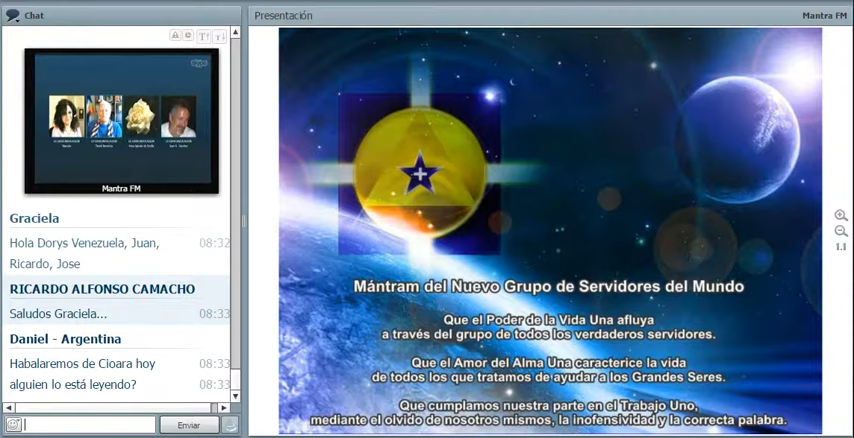 Chat
Presentación
Mantra FM
Mantra FM
Graciela
Hola Dorys Venezuela, Juan, 08:32
Ricardo, Jose
RICARDO ALFONSO CAMACHO
Saludos Graciela... 08:33
Daniel - Argentina
Habalaremos de Cioara hoy 08:33
alguien lo está leyendo? 08:33
Enviar
Mántram del Nuevo Grupo de Servidores del Mundo
Que el Poder de la Vida Una afluya
a través del grupo de todos los verdaderos servidores.
Que el Amor del Alma Una caracterice la vida
de todos los que tratamos de ayudar a los Grandes Seres.
Que cumplamos nuestra parte en el Trabajo Uno,
mediante el olvido de nosotros mismos, la inofensividad y la correcta palabra.
1:1